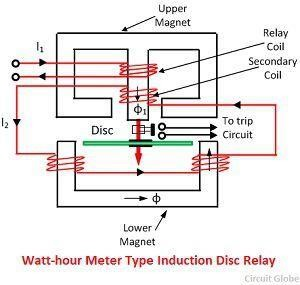 Upper
Magnet
I₁
Relay
Coil
Secondary
Coil
ϕ₁
I₂
Disc
To trip
Circuit
ϕ
Lower
Magnet
Watt-hour Meter Type Induction Disc Relay
Circuit Globe